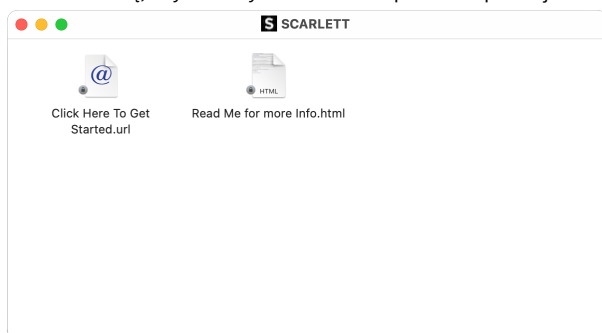 S SCARLETT
@
HTML
Click Here To Get
Started.url
Read Me for more Info.html